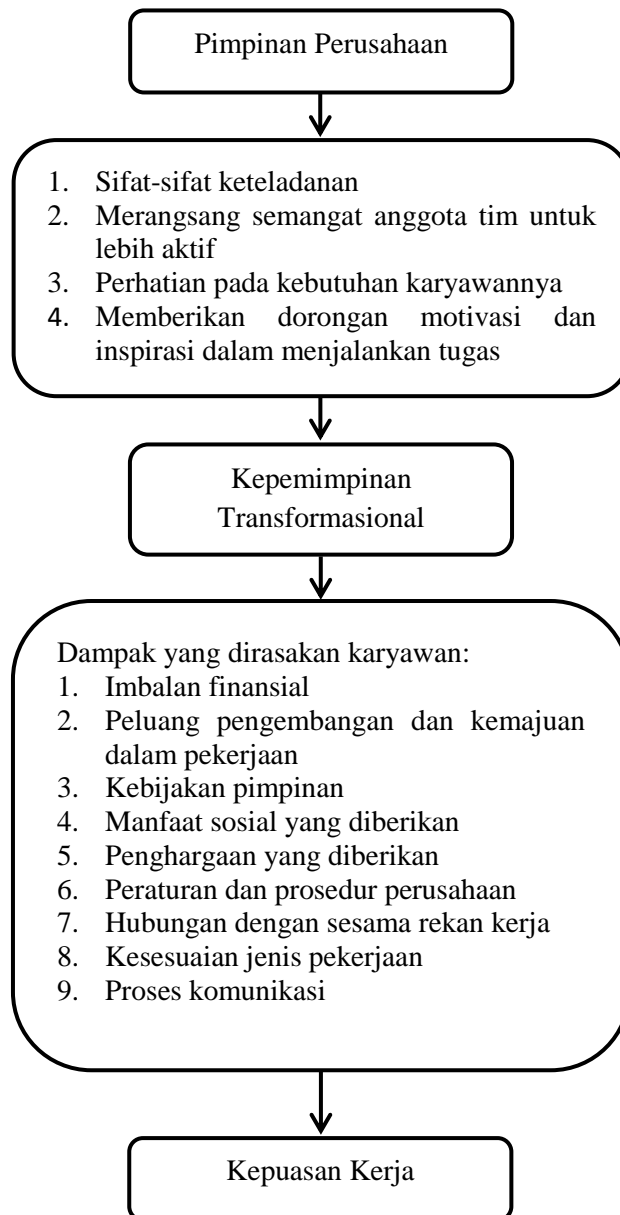 Pimpinan Perusahaan
1. Sifat-sifat keteladanan
2. Merangsang semangat anggota tim untuk
lebih aktif
3. Perhatian pada kebutuhan karyawannya
4. Memberikan dorongan motivasi dan
inspirasi dalam menjalankan tugas
Kepemimpinan
Transformasional
Dampak yang dirasakan karyawan:
1. Imbalan finansial
2. Peluang pengembangan dan kemajuan
dalam pekerjaan
3. Kebijakan pimpinan
4. Manfaat sosial yang diberikan
5. Penghargaan yang diberikan
6. Peraturan dan prosedur perusahaan
7. Hubungan dengan sesama rekan kerja
8. Kesesuaian jenis pekerjaan
9. Proses komunikasi
Kepuasan Kerja